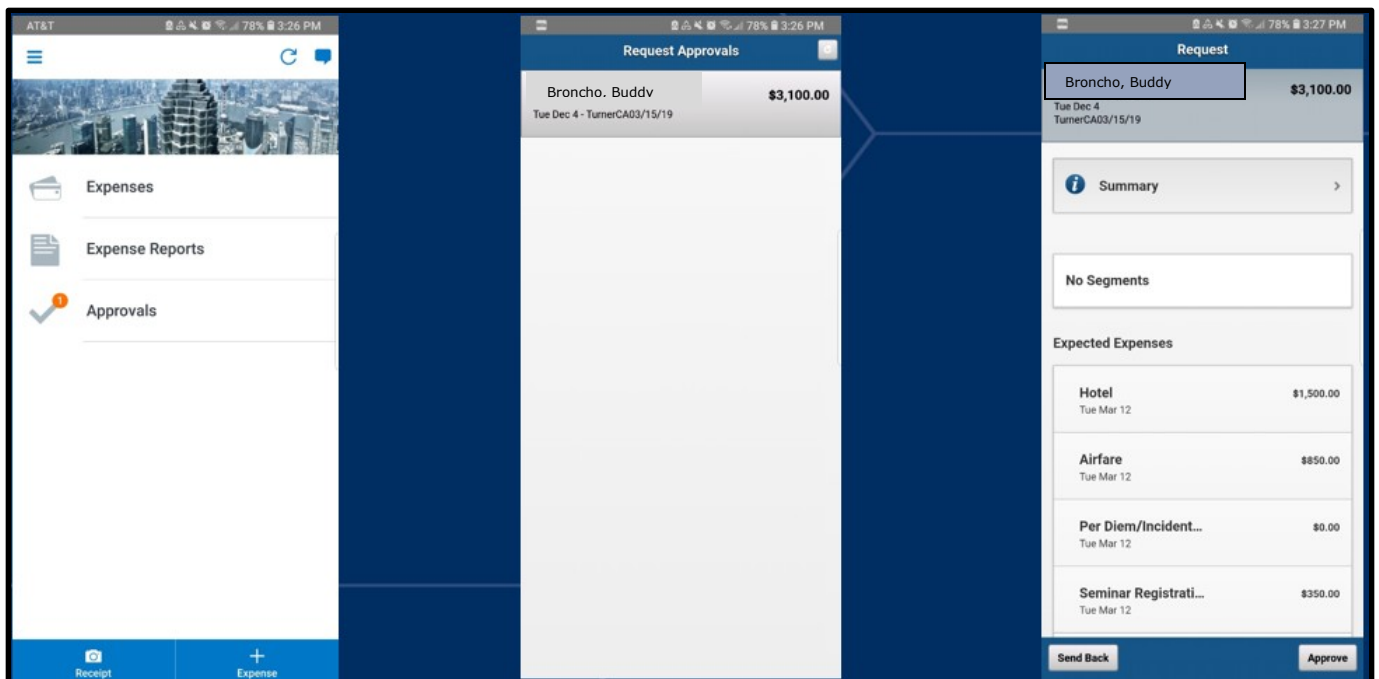 AT&T 78% 3:26 PM
Expenses
Expense Reports
1
Approvals
Receipt Expense
78% 3:26 PM
Request Approvals
Broncho. Buddy $3,100.00
Tue Dec 4 - TurnerCA03/15/19
78% 3:27 PM
Request
Broncho, Buddy $3,100.00
Tue Dec 4
TurnerCA03/15/19
i Summary >
No Segments
Expected Expenses
Hotel $1,500.00
Tue Mar 12
Airfare $850.00
Tue Mar 12
Per Diem/Incident... $0.00
Tue Mar 12
Seminar Registrati... $350.00
Tue Mar 12
Send Back Approve